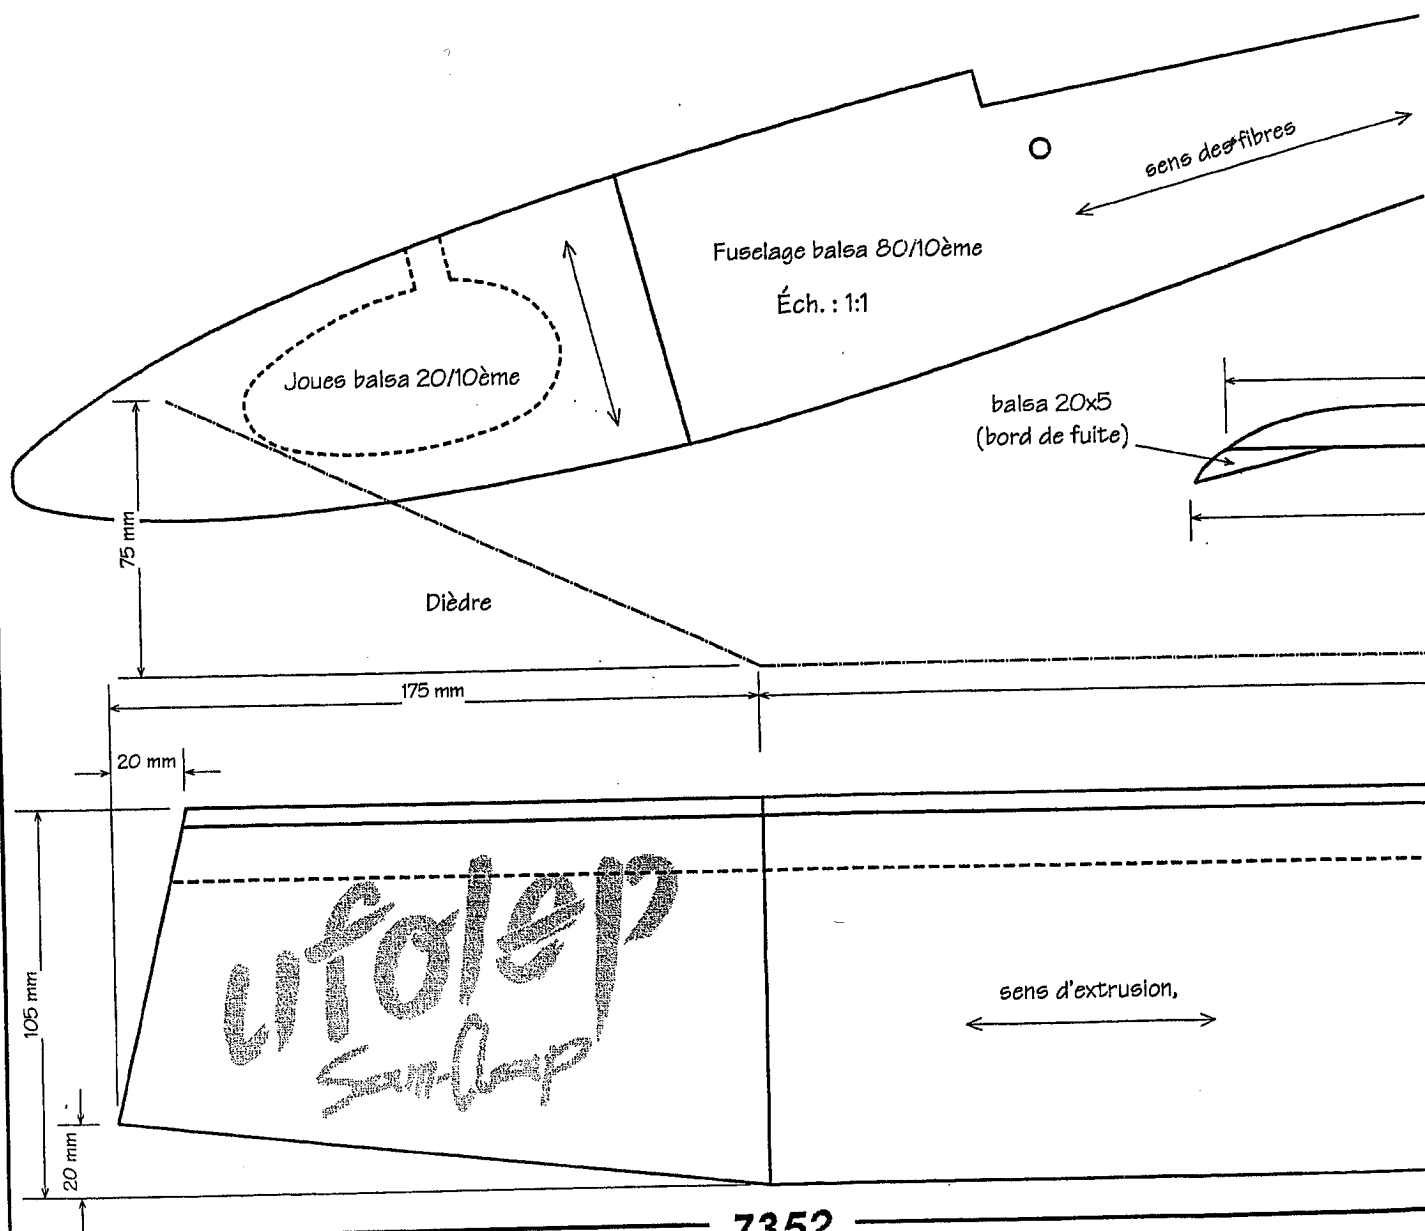 sens des fibres
Fuselage balsa 80/10ème
Éch. : 1:1
Joues balsa 20/10ème
balsa 20x5
(bord de fuite)
75 mm
Dièdre
175 mm
20 mm
ufolep
105 mm
sens d'extrusion,
20 mm
7352